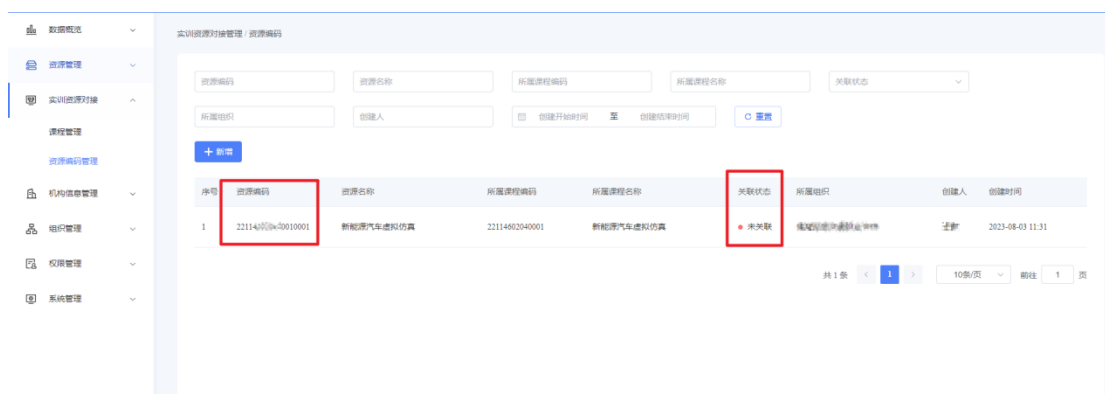 数据概览
资源管理
实训资源对接
课程管理
资源编码管理
机构信息管理
组织管理
权限管理
系统管理
实训资源对接管理 / 资源编码
资源编码 资源名称 所属课程编码 所属课程名称 关联状态
所属组织 创建人 创建开始时间 至 创建结束时间 重置
+ 新增
序号 资源编码 资源名称 所属课程编码 所属课程名称 关联状态 所属组织 创建人 创建时间
1 新能源汽车虚拟仿真 22114602040001 新能源汽车虚拟仿真 未关联 2023-08-03 11:31
共 1 条 < 1 > 10条/页 前往 1 页